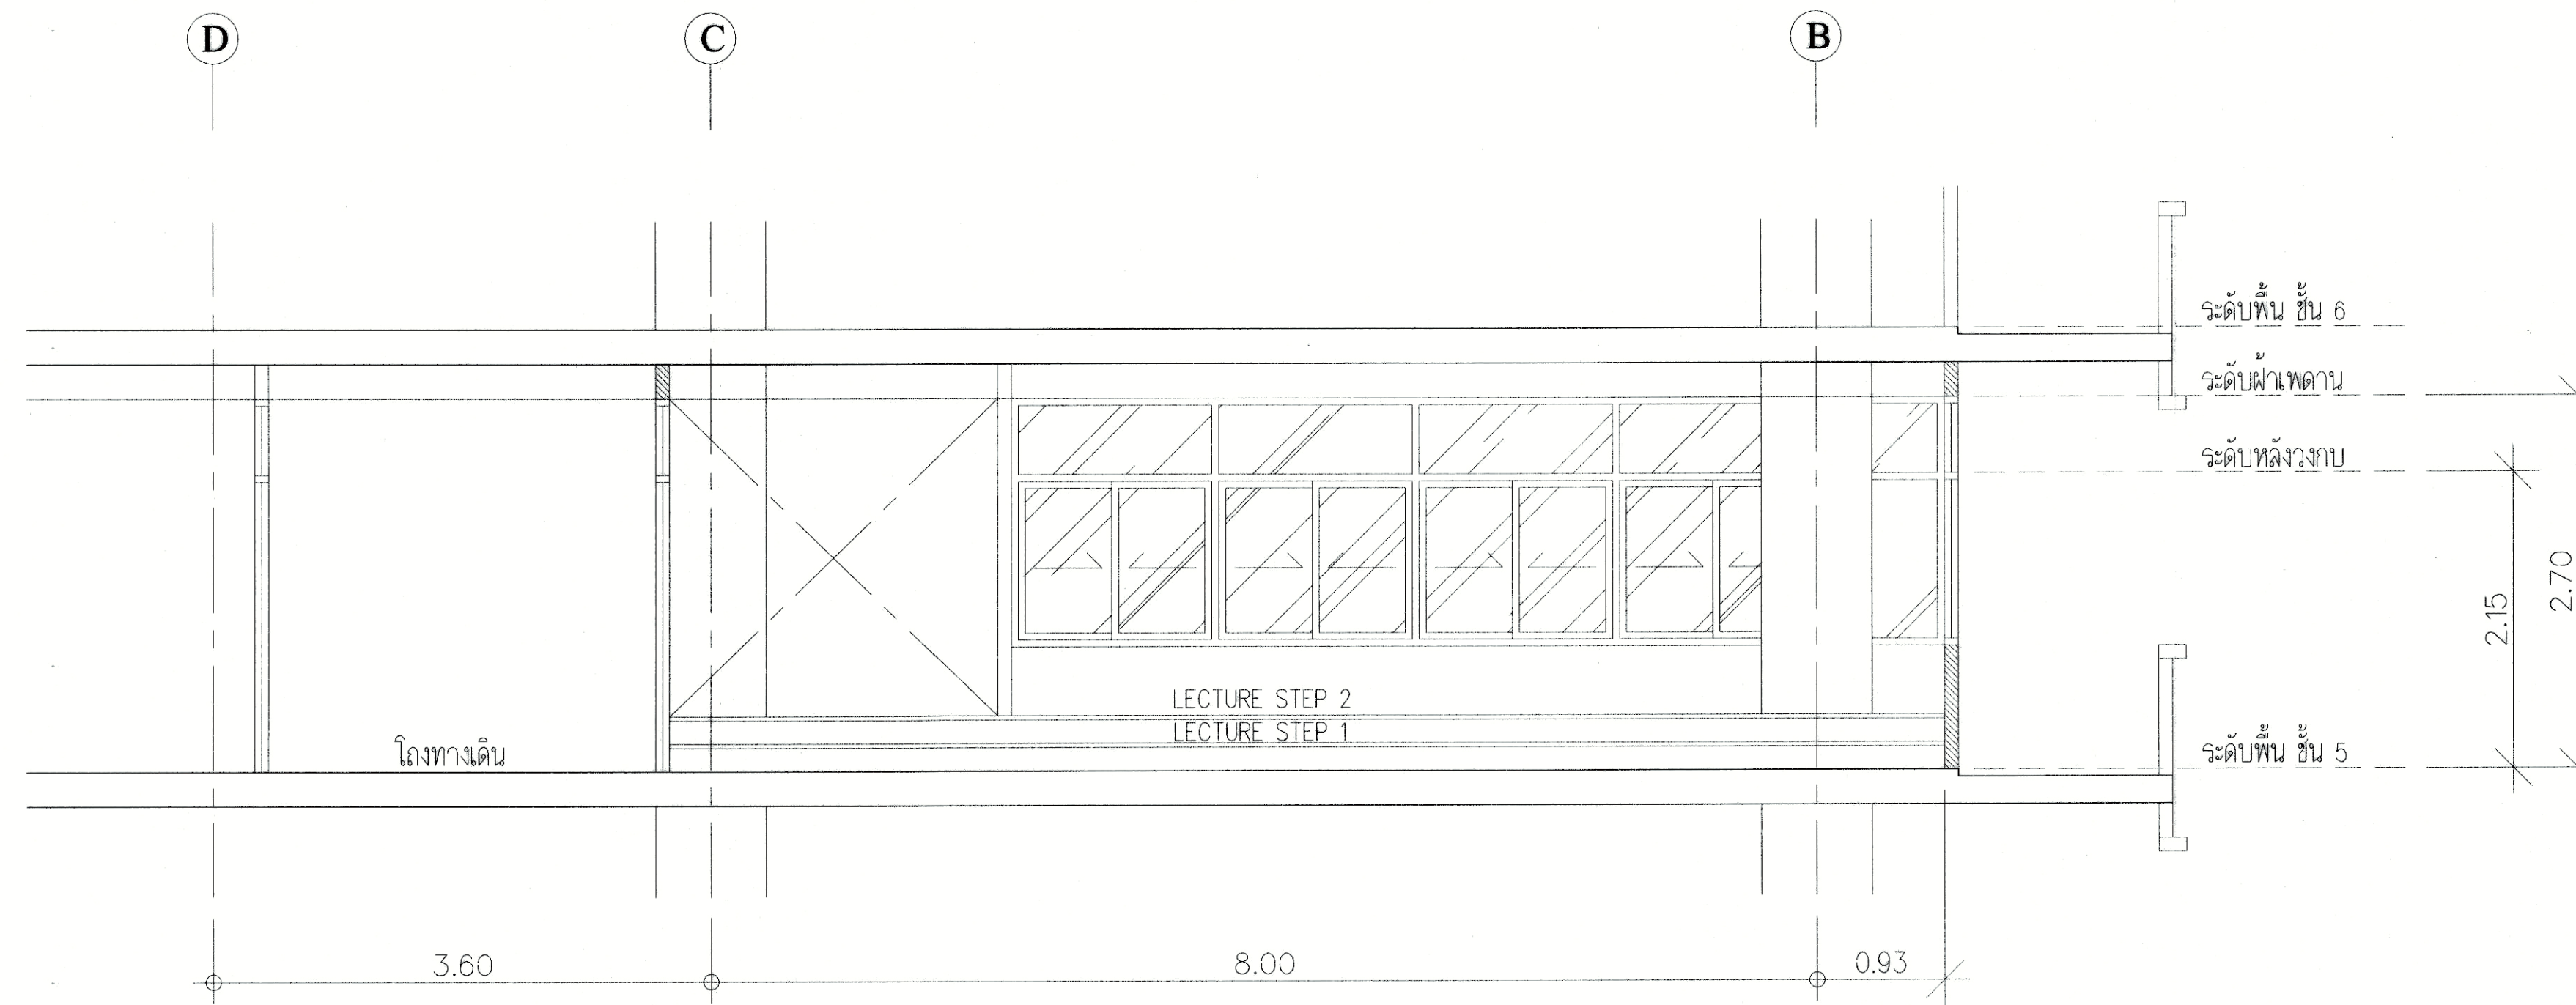 D
C
B
ระดับพื้น ชั้น 6
ระดับฝ้าเพดาน
ระดับหลังวงกบ
2.70
2.15
LECTURE STEP 2
LECTURE STEP 1
โถงทางเดิน
ระดับพื้น ชั้น 5
3.60
8.00
0.93